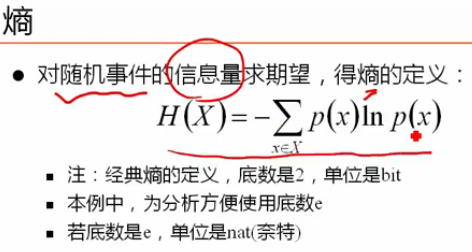 熵
● 对随机事件的信息量求期望，得熵的定义：
H(X) = -∑ p(x) ln p(x)
x∈X
▪ 注：经典熵的定义，底数是2，单位是bit
▪ 本例中，为分析方便使用底数e
▪ 若底数是e，单位是nat(奈特)